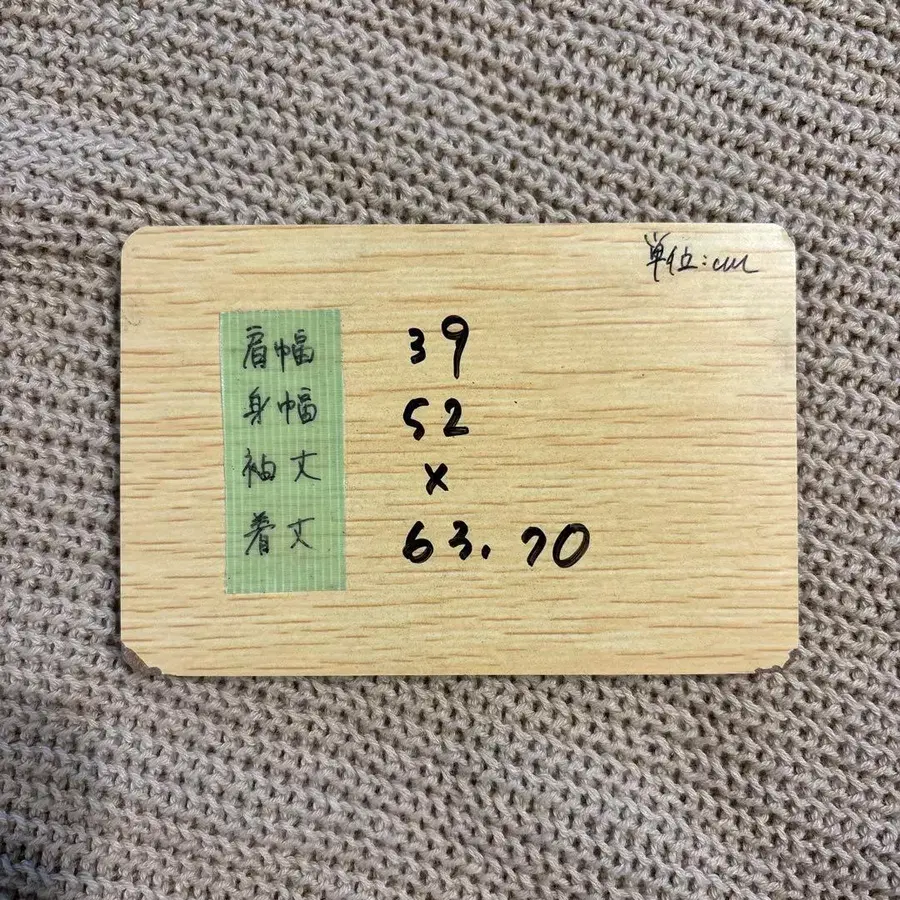 単位:cm
肩幅 39
身幅 52
袖丈 x
着丈 63. 70